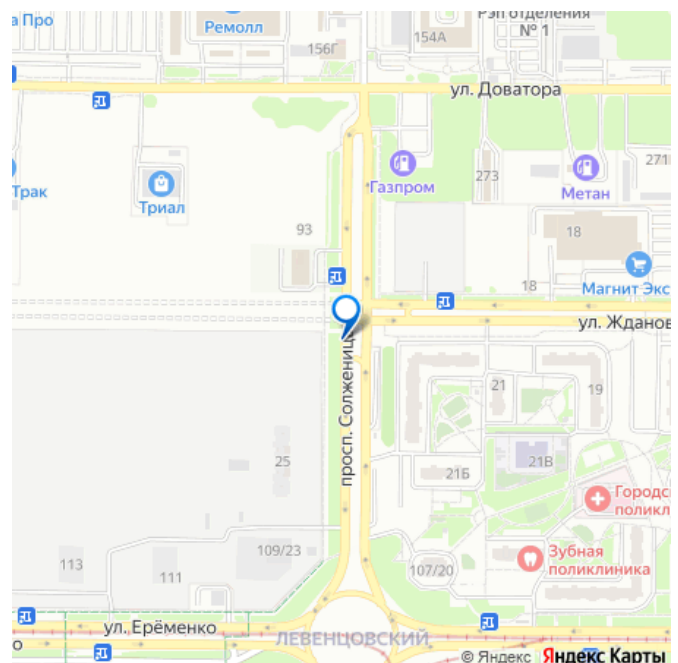 а Про
Ремолл
156Г
154А
Рэп отделения
№ 1
ул. Доватора
Трак
Триал
Газпром
273
Метан
271
93
18
18
Магнит Экс
ул. Жданов
просп. Солженица
21
19
25
21Б
21В
Городс
поликл
Зубная
поликлиника
109/23
113
111
107/20
ул. Ерёменко
ЛЕВЕНЦОВСКИЙ
о
© Яндекс Яндекс Карты